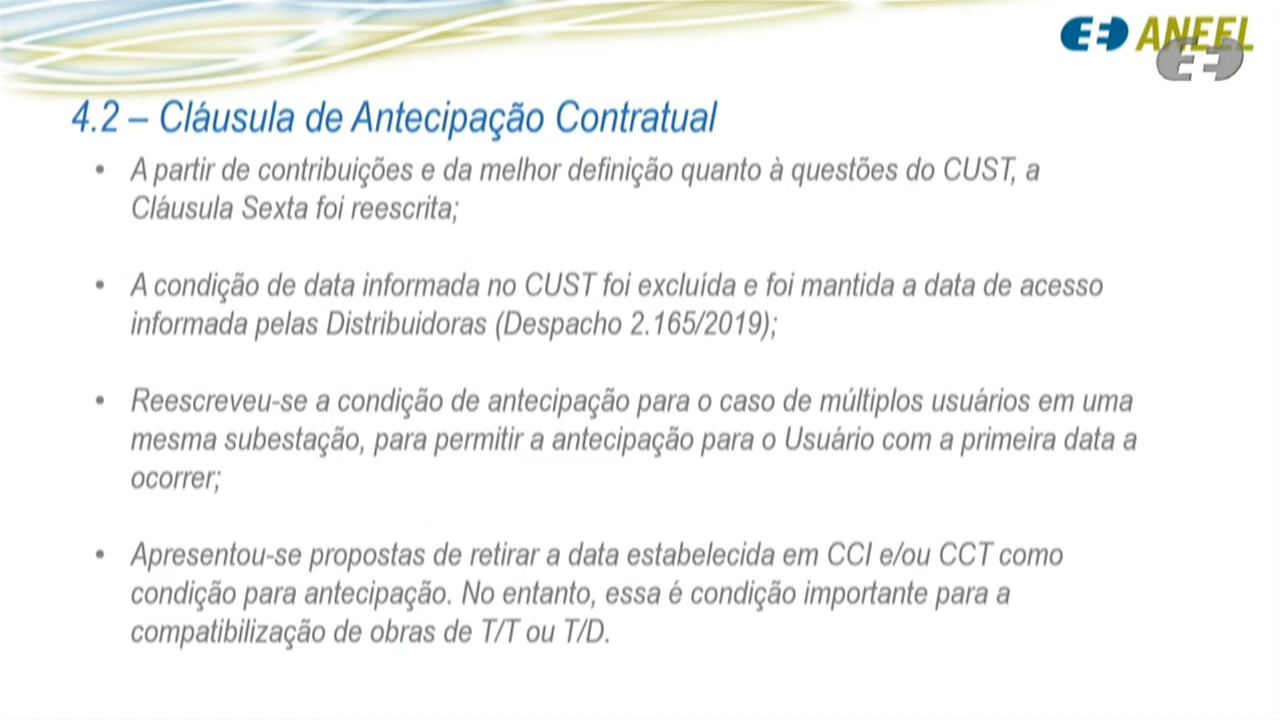 ANEEL
4.2 – Cláusula de Antecipação Contratual
• A partir de contribuições e da melhor definição quanto à questões do CUST, a
Cláusula Sexta foi reescrita;
• A condição de data informada no CUST foi excluída e foi mantida a data de acesso
informada pelas Distribuidoras (Despacho 2.165/2019);
• Reescreveu-se a condição de antecipação para o caso de múltiplos usuários em uma
mesma subestação, para permitir a antecipação para o Usuário com a primeira data a
ocorrer;
• Apresentou-se propostas de retirar a data estabelecida em CCI e/ou CCT como
condição para antecipação. No entanto, essa é condição importante para a
compatibilização de obras de T/T ou T/D.